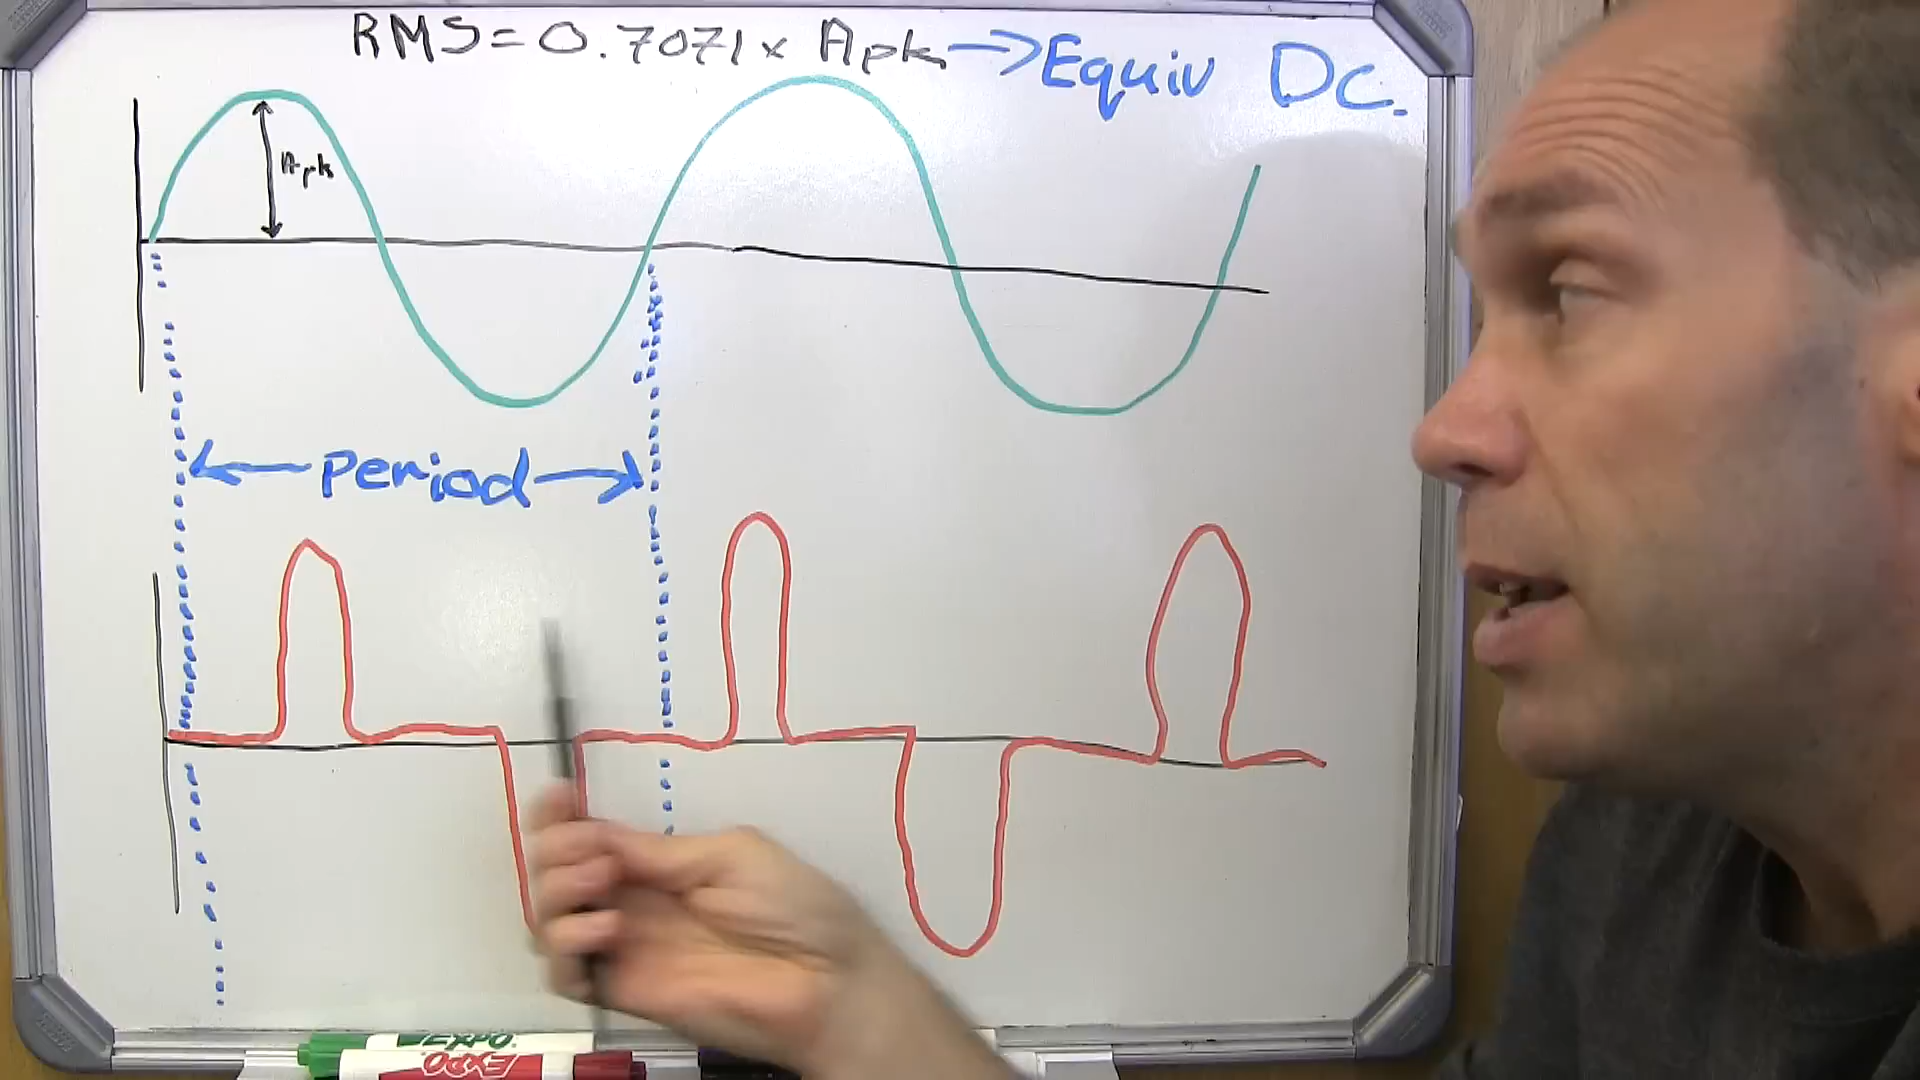 RMS = 0.7071 x Apk → Equiv DC.
Apk
← period →
EXPO.
EXPO